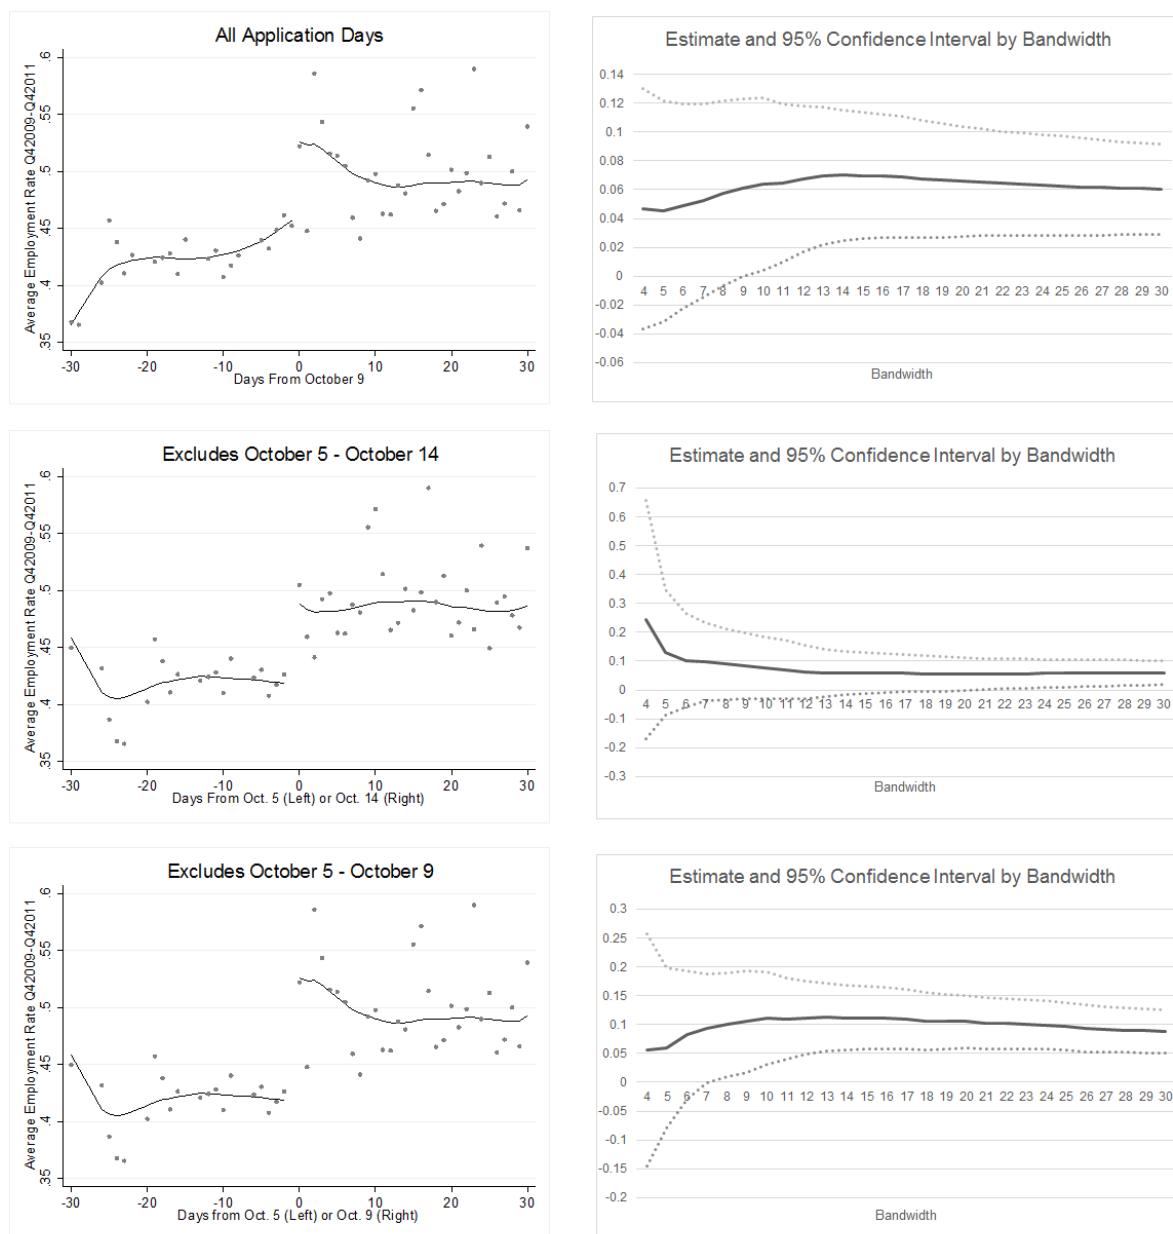 All Application Days
Average Employment Rate Q42009-Q42011
.6
.55
.5
.45
.4
.35
-30 -20 -10 0 10 20 30
Days From October 9
Estimate and 95% Confidence Interval by Bandwidth
0.14
0.12
0.1
0.08
0.06
0.04
0.02
0
4 5 6 7 8 9 10 11 12 13 14 15 16 17 18 19 20 21 22 23 24 25 26 27 28 29 30
-0.02
-0.04
-0.06
Bandwidth
Excludes October 5 - October 14
Average Employment Rate Q42009-Q42011
.6
.55
.5
.45
.4
.35
-30 -20 -10 0 10 20 30
Days From Oct. 5 (Left) or Oct. 14 (Right)
Estimate and 95% Confidence Interval by Bandwidth
0.7
0.6
0.5
0.4
0.3
0.2
0.1
0
4 5 6 7 8 9 10 11 12 13 14 15 16 17 18 19 20 21 22 23 24 25 26 27 28 29 30
-0.1
-0.2
-0.3
Bandwidth
Excludes October 5 - October 9
Average Employment Rate Q42009-Q42011
.6
.55
.5
.45
.4
.35
-30 -20 -10 0 10 20 30
Days from Oct. 5 (Left) or Oct. 9 (Right)
Estimate and 95% Confidence Interval by Bandwidth
0.3
0.25
0.2
0.15
0.1
0.05
0
4 5 6 7 8 9 10 11 12 13 14 15 16 17 18 19 20 21 22 23 24 25 26 27 28 29 30
-0.05
-0.1
-0.15
-0.2
Bandwidth